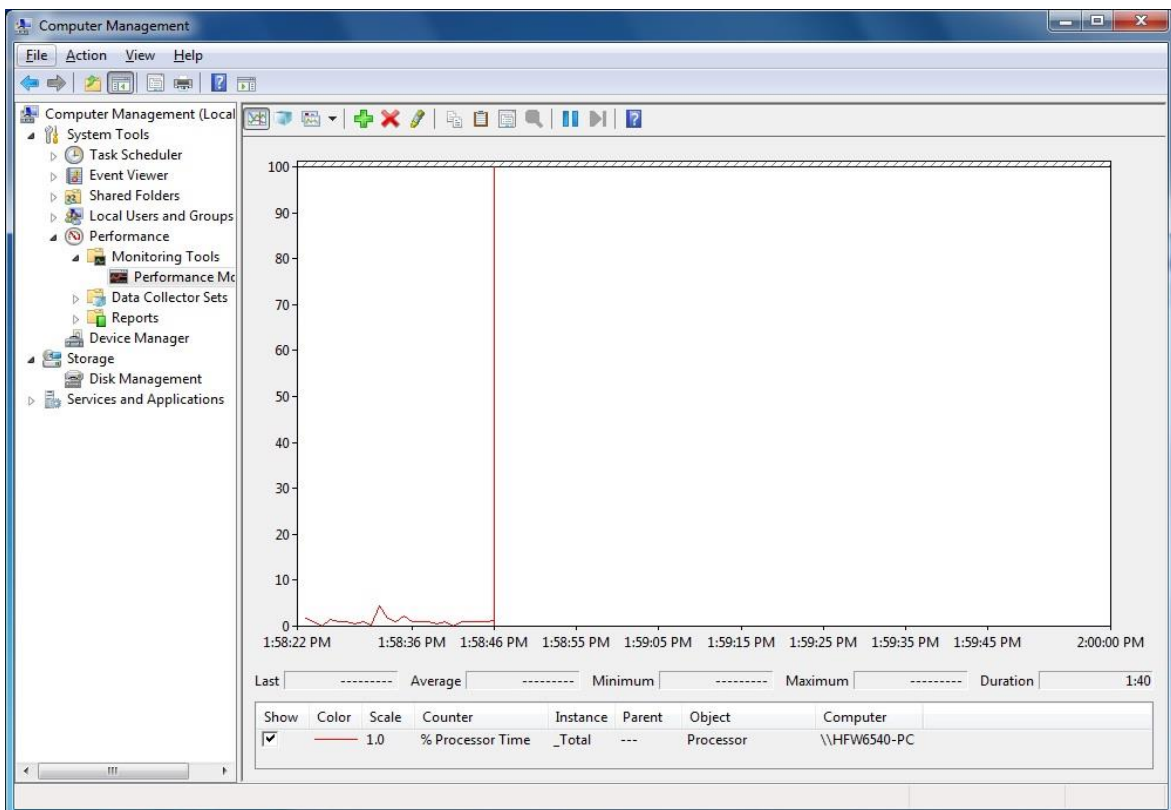 Computer Management
File Action View Help
Computer Management (Local
System Tools
Task Scheduler
Event Viewer
Shared Folders
Local Users and Groups
Performance
Monitoring Tools
Performance Mc
Data Collector Sets
Reports
Device Manager
Storage
Disk Management
Services and Applications
100
90
80
70
60
50
40
30
20
10
0
1:58:22 PM 1:58:36 PM 1:58:46 PM 1:58:55 PM 1:59:05 PM 1:59:15 PM 1:59:25 PM 1:59:35 PM 1:59:45 PM 2:00:00 PM
Last --------- Average --------- Minimum --------- Maximum --------- Duration 1:40
Show Color Scale Counter Instance Parent Object Computer
1.0 % Processor Time _Total --- Processor \\HFW6540-PC